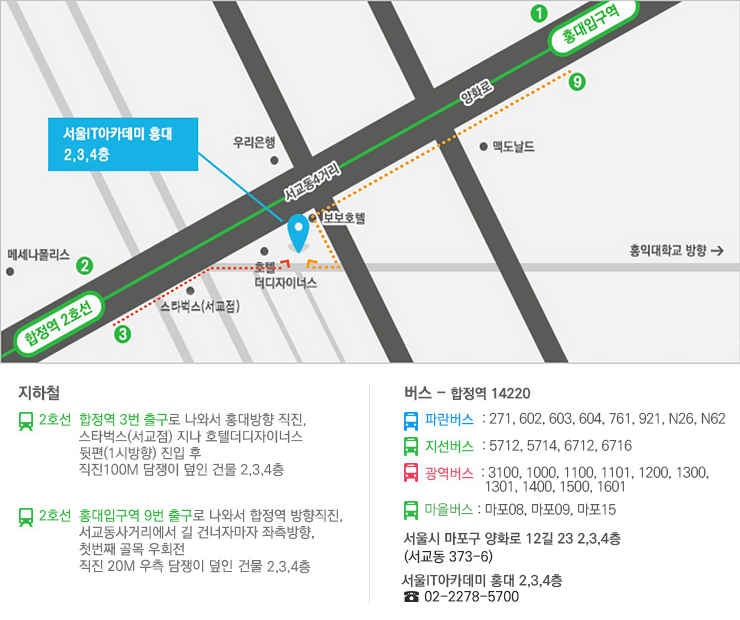 1
홍대입구역
9
양화로
서울IT아카데미 홍대
2,3,4층
우리은행
맥도날드
서교동4거리
보보호텔
메세나폴리스
2
호텔
더디자이너스
홍익대학교 방향 →
스타벅스(서교점)
합정역 2호선
3
지하철
2호선 합정역 3번 출구로 나와서 홍대방향 직진,
스타벅스(서교점) 지나 호텔더디자이너스
뒷편(1시방향) 진입 후
직진100M 담쟁이 덮인 건물 2,3,4층
2호선 홍대입구역 9번 출구로 나와서 합정역 방향직진,
서교동사거리에서 길 건너자마자 좌측방향,
첫번째 골목 우회전
직진 20M 우측 담쟁이 덮인 건물 2,3,4층
버스 - 합정역 14220
파란버스 : 271, 602, 603, 604, 761, 921, N26, N62
지선버스 : 5712, 5714, 6712, 6716
광역버스 : 3100, 1000, 1100, 1101, 1200, 1300,
1301, 1400, 1500, 1601
마을버스 : 마포08, 마포09, 마포15
서울시 마포구 양화로 12길 23 2,3,4층
(서교동 373-6)
서울IT아카데미 홍대 2,3,4층
☎ 02-2278-5700